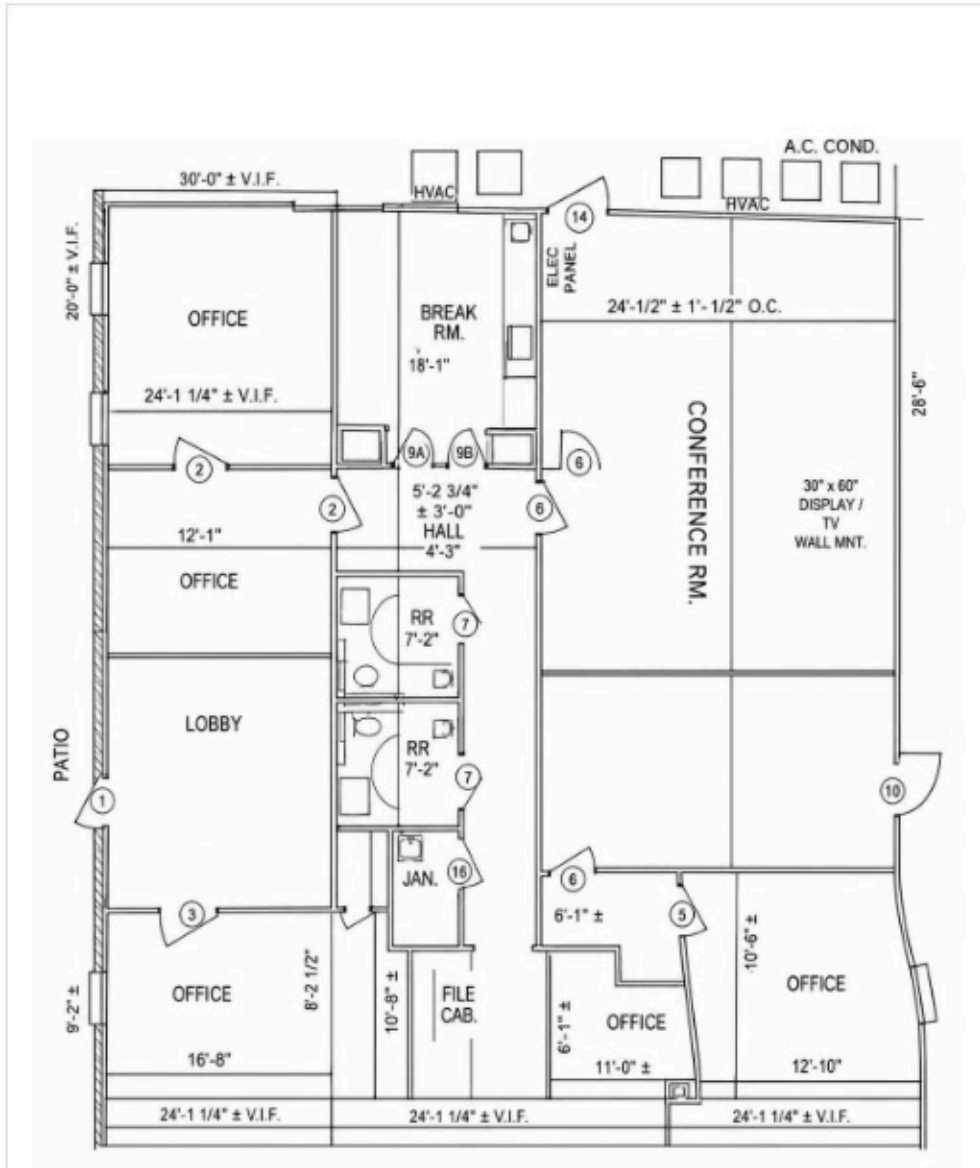 A.C. COND.
30'-0" ± V.I.F.
HVAC
HVAC
14
20'-0" ± V.I.F.
ELEC
PANEL
OFFICE
BREAK
RM.
18'-1"
24'-1/2" ± 1'-1/2" O.C.
24'-1 1/4" ± V.I.F.
28'-6"
CONFERENCE RM.
2
9A
9B
6
30" x 60"
DISPLAY /
TV
WALL MNT.
2
5'-2 3/4"
± 3'-0"
HALL
4'-3"
6
12'-1"
OFFICE
RR
7'-2"
7
LOBBY
PATIO
RR
7'-2"
7
1
10
JAN.
16
6
6'-1" ±
5
3
10'-6" ±
OFFICE
8'-2 1/2"
10'-8" ±
FILE
CAB.
6'-1" ±
OFFICE
OFFICE
9'-2" ±
16'-8"
11'-0" ±
12'-10"
24'-1 1/4" ± V.I.F.
24'-1 1/4" ± V.I.F.
24'-1 1/4" ± V.I.F.